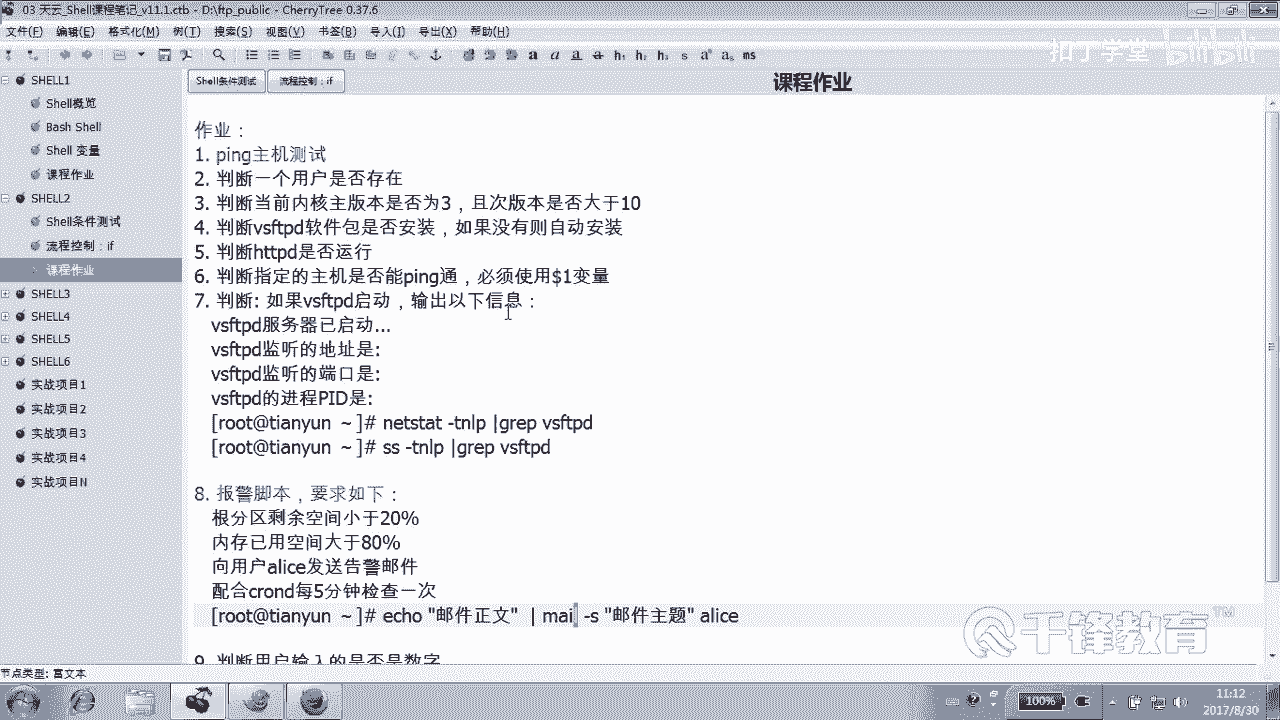 03 天云_Shell课程笔记_v11.1.ctb - D:\ftp_public - CherryTree 0.37.6
文件(F) 编辑(E) 格式化(M) 树(T) 搜索(S) 视图(V) 书签(B) 导入(I) 导出(X) 帮助(H)
扣丁学堂 bilibili
a a a a h₁ h₂ h₃ s aˢ aₛ ms
SHELL1
Shell概览
Bash Shell
Shell 变量
课程作业
SHELL2
Shell条件测试
流程控制：if
课程作业
SHELL3
SHELL4
SHELL5
SHELL6
实战项目1
实战项目2
实战项目3
实战项目4
实战项目N
Shell条件测试 流程控制：if
课程作业
作业：
1. ping主机测试
2. 判断一个用户是否存在
3. 判断当前内核主版本是否为3，且次版本是否大于10
4. 判断vsftpd软件包是否安装，如果没有则自动安装
5. 判断httpd是否运行
6. 判断指定的主机是否能ping通，必须使用$1变量
7. 判断: 如果vsftpd启动，输出以下信息：
vsftpd服务器已启动...
vsftpd监听的地址是:
vsftpd监听的端口是:
vsftpd的进程PID是:
[root@tianyun ~]# netstat -tnlp |grep vsftpd
[root@tianyun ~]# ss -tnlp |grep vsftpd
8. 报警脚本，要求如下：
根分区剩余空间小于20%
内存已用空间大于80%
向用户alice发送告警邮件
配合crond每5分钟检查一次
[root@tianyun ~]# echo "邮件正文" | mail -s "邮件主题" alice
9. 判断用户输入的是否是数字
千锋教育™
节点类型: 富文本
100%
11:12
2017/8/30